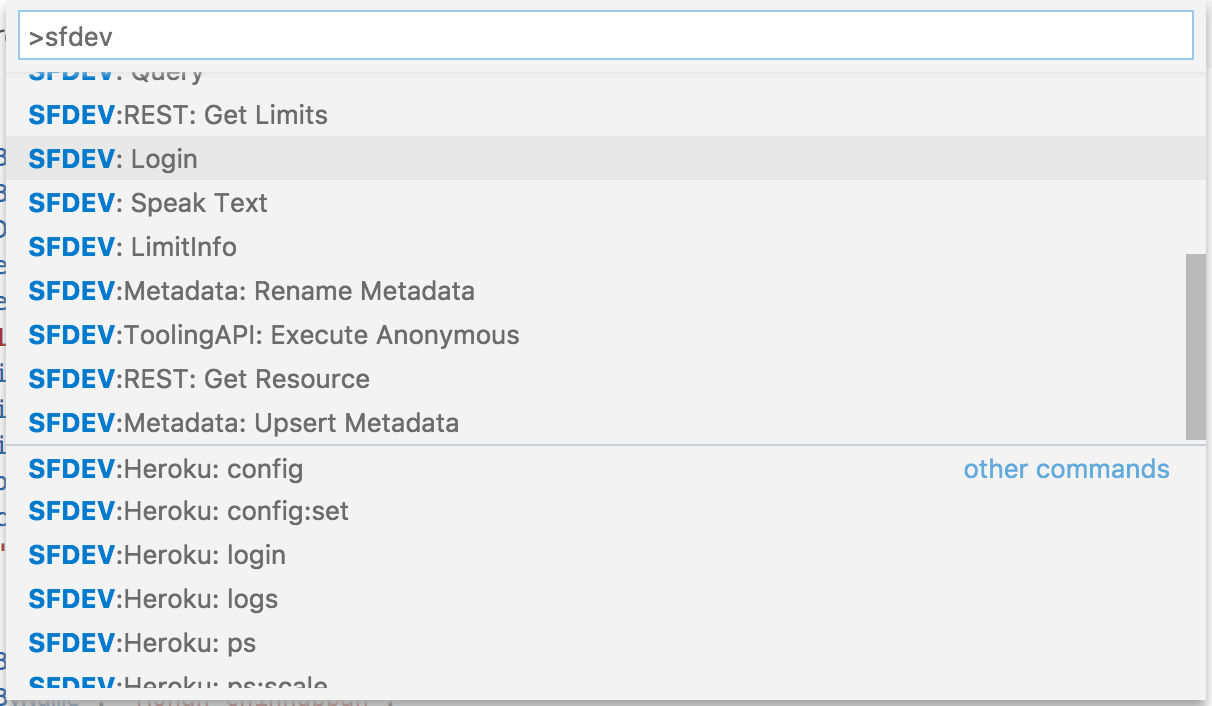 >sfdev
SFDEV: Query
SFDEV:REST: Get Limits
SFDEV: Login
SFDEV: Speak Text
SFDEV: LimitInfo
SFDEV:Metadata: Rename Metadata
SFDEV:ToolingAPI: Execute Anonymous
SFDEV:REST: Get Resource
SFDEV:Metadata: Upsert Metadata
SFDEV:Heroku: config other commands
SFDEV:Heroku: config:set
SFDEV:Heroku: login
SFDEV:Heroku: logs
SFDEV:Heroku: ps
SFDEV:Heroku: ps:scale